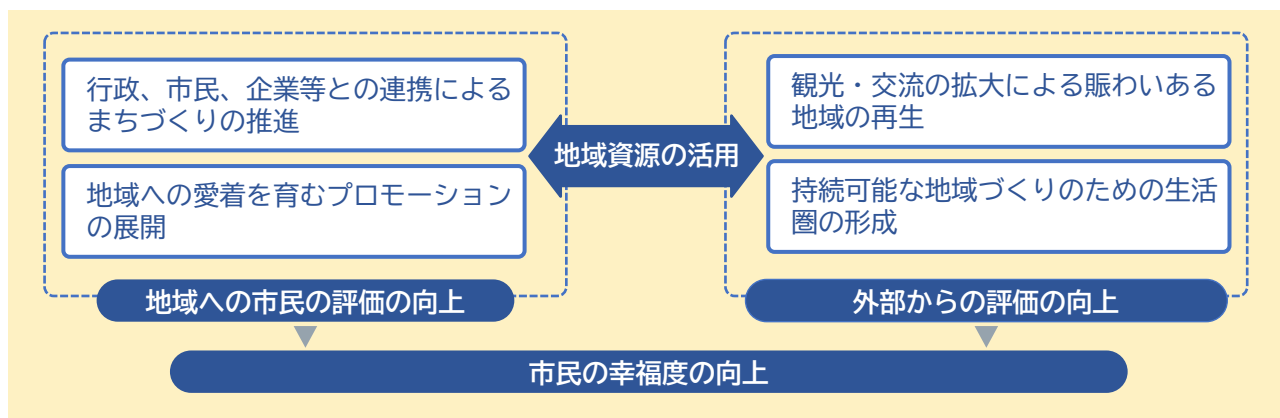 行政、市民、企業等との連携による
まちづくりの推進
地域への愛着を育むプロモーション
の展開
地域への市民の評価の向上
地域資源の活用
観光・交流の拡大による賑わいある
地域の再生
持続可能な地域づくりのための生活
圏の形成
外部からの評価の向上
市民の幸福度の向上